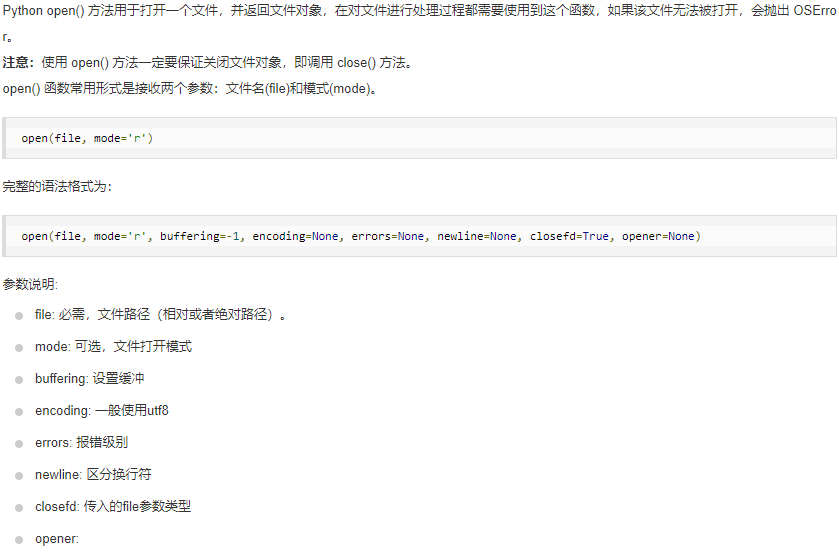 Python open() 方法用于打开一个文件，并返回文件对象，在对文件进行处理过程都需要使用到这个函数，如果该文件无法被打开，会抛出 OSErro
r。
注意：使用 open() 方法一定要保证关闭文件对象，即调用 close() 方法。
open() 函数常用形式是接收两个参数：文件名(file)和模式(mode)。
open(file, mode='r')
完整的语法格式为：
open(file, mode='r', buffering=-1, encoding=None, errors=None, newline=None, closefd=True, opener=None)
参数说明:
file: 必需，文件路径（相对或者绝对路径）。
mode: 可选，文件打开模式
buffering: 设置缓冲
encoding: 一般使用utf8
errors: 报错级别
newline: 区分换行符
closefd: 传入的file参数类型
opener: